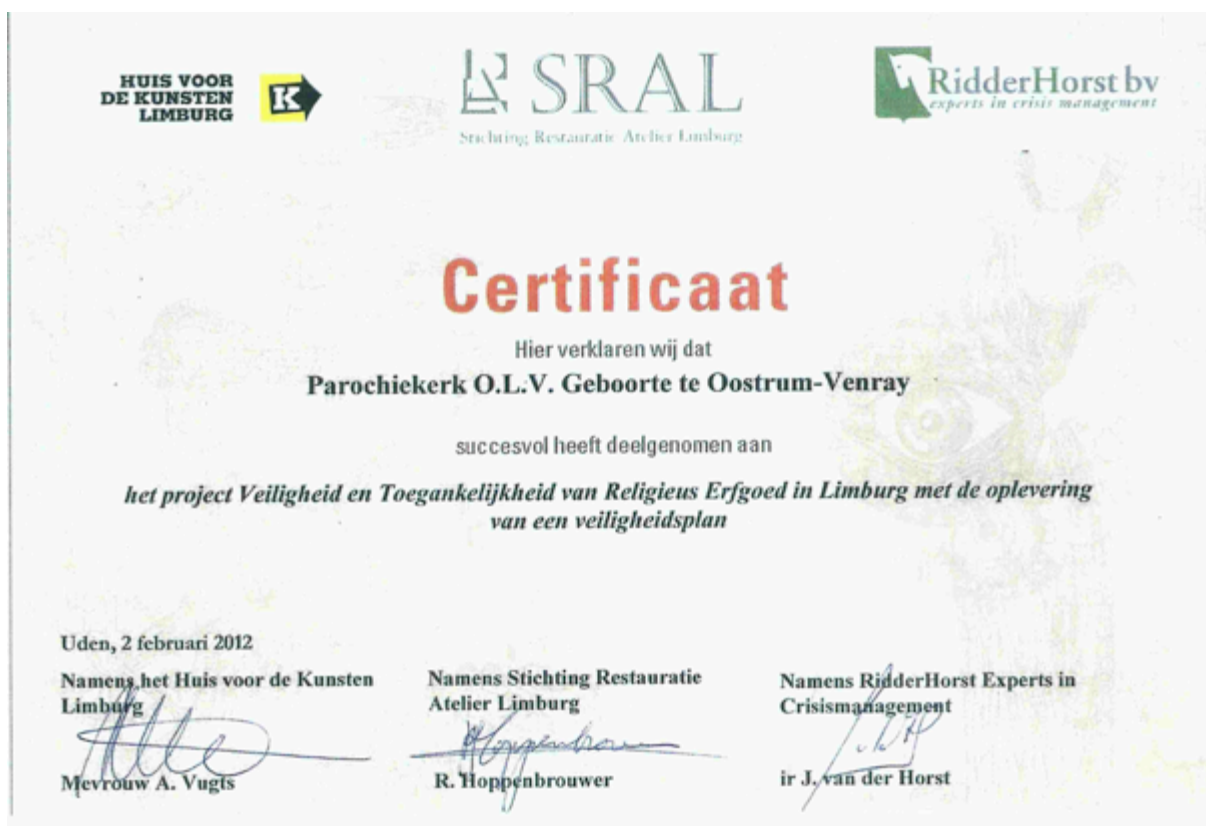 HUIS VOOR
DE KUNSTEN
LIMBURG
K
SRAL
Stichting Restauratie Atelier Limburg
RidderHorst bv
experts in crisis management
Certificaat
Hier verklaren wij dat
Parochiekerk O.L.V. Geboorte te Oostrum-Venray
succesvol heeft deelgenomen aan
het project Veiligheid en Toegankelijkheid van Religieus Erfgoed in Limburg met de oplevering
van een veiligheidsplan
Uden, 2 februari 2012
Namens het Huis voor de Kunsten
Limburg
Mevrouw A. Vugts
Namens Stichting Restauratie
Atelier Limburg
Hoppenbrouwer
R. Hoppenbrouwer
Namens RidderHorst Experts in
Crisismanagement
ir J. van der Horst